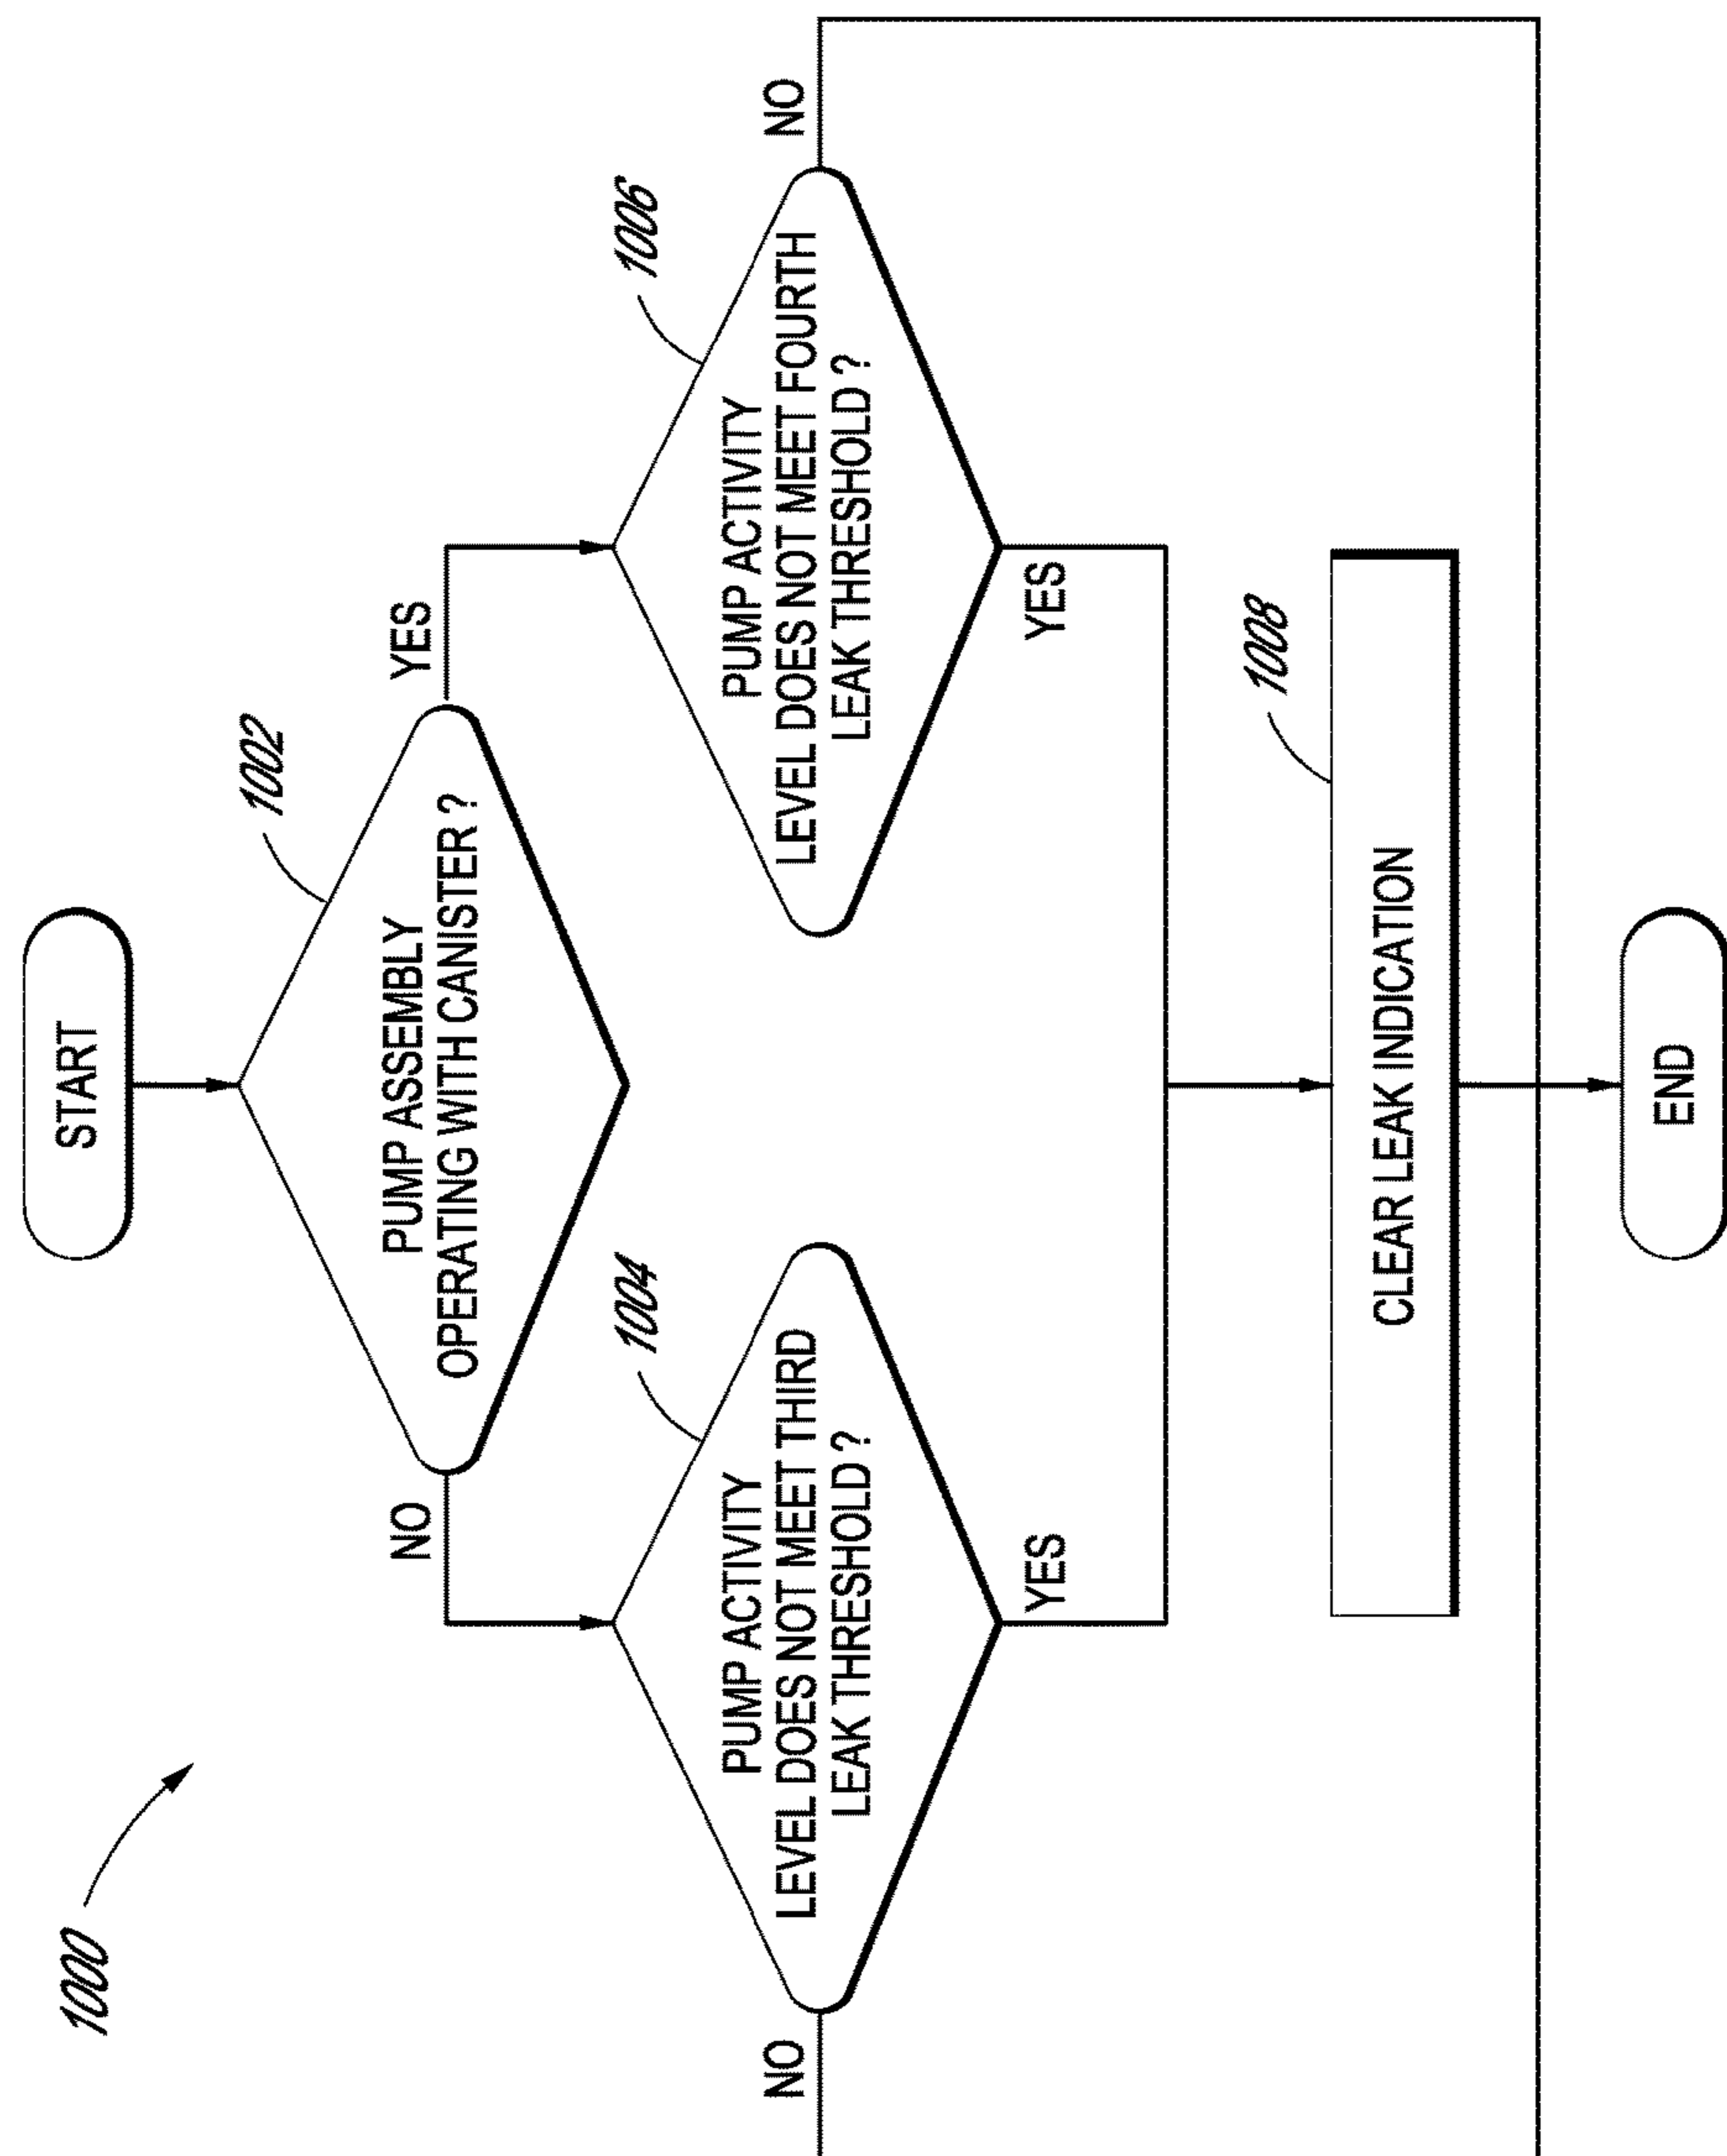 1000
START
1002
PUMP ASSEMBLY
OPERATING WITH CANISTER ?
NO
YES
1004
PUMP ACTIVITY
LEVEL DOES NOT MEET THIRD
LEAK THRESHOLD ?
1006
PUMP ACTIVITY
LEVEL DOES NOT MEET FOURTH
LEAK THRESHOLD ?
NO
NO
YES
YES
1008
CLEAR LEAK INDICATION
END